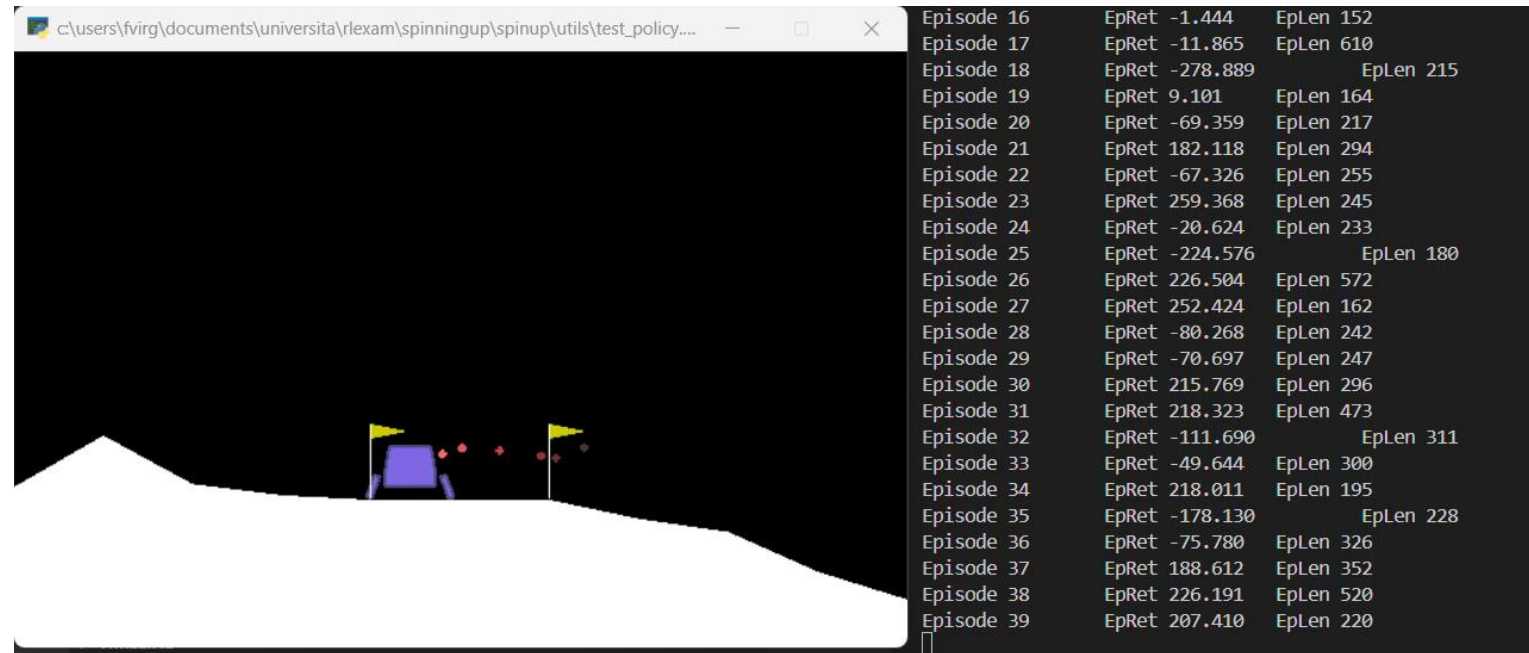 c:\users\fvirg\documents\universita\rlexam\spinningup\spinup\utils\test_policy....
Episode 16 EpRet -1.444 EpLen 152
Episode 17 EpRet -11.865 EpLen 610
Episode 18 EpRet -278.889 EpLen 215
Episode 19 EpRet 9.101 EpLen 164
Episode 20 EpRet -69.359 EpLen 217
Episode 21 EpRet 182.118 EpLen 294
Episode 22 EpRet -67.326 EpLen 255
Episode 23 EpRet 259.368 EpLen 245
Episode 24 EpRet -20.624 EpLen 233
Episode 25 EpRet -224.576 EpLen 180
Episode 26 EpRet 226.504 EpLen 572
Episode 27 EpRet 252.424 EpLen 162
Episode 28 EpRet -80.268 EpLen 242
Episode 29 EpRet -70.697 EpLen 247
Episode 30 EpRet 215.769 EpLen 296
Episode 31 EpRet 218.323 EpLen 473
Episode 32 EpRet -111.690 EpLen 311
Episode 33 EpRet -49.644 EpLen 300
Episode 34 EpRet 218.011 EpLen 195
Episode 35 EpRet -178.130 EpLen 228
Episode 36 EpRet -75.780 EpLen 326
Episode 37 EpRet 188.612 EpLen 352
Episode 38 EpRet 226.191 EpLen 520
Episode 39 EpRet 207.410 EpLen 220